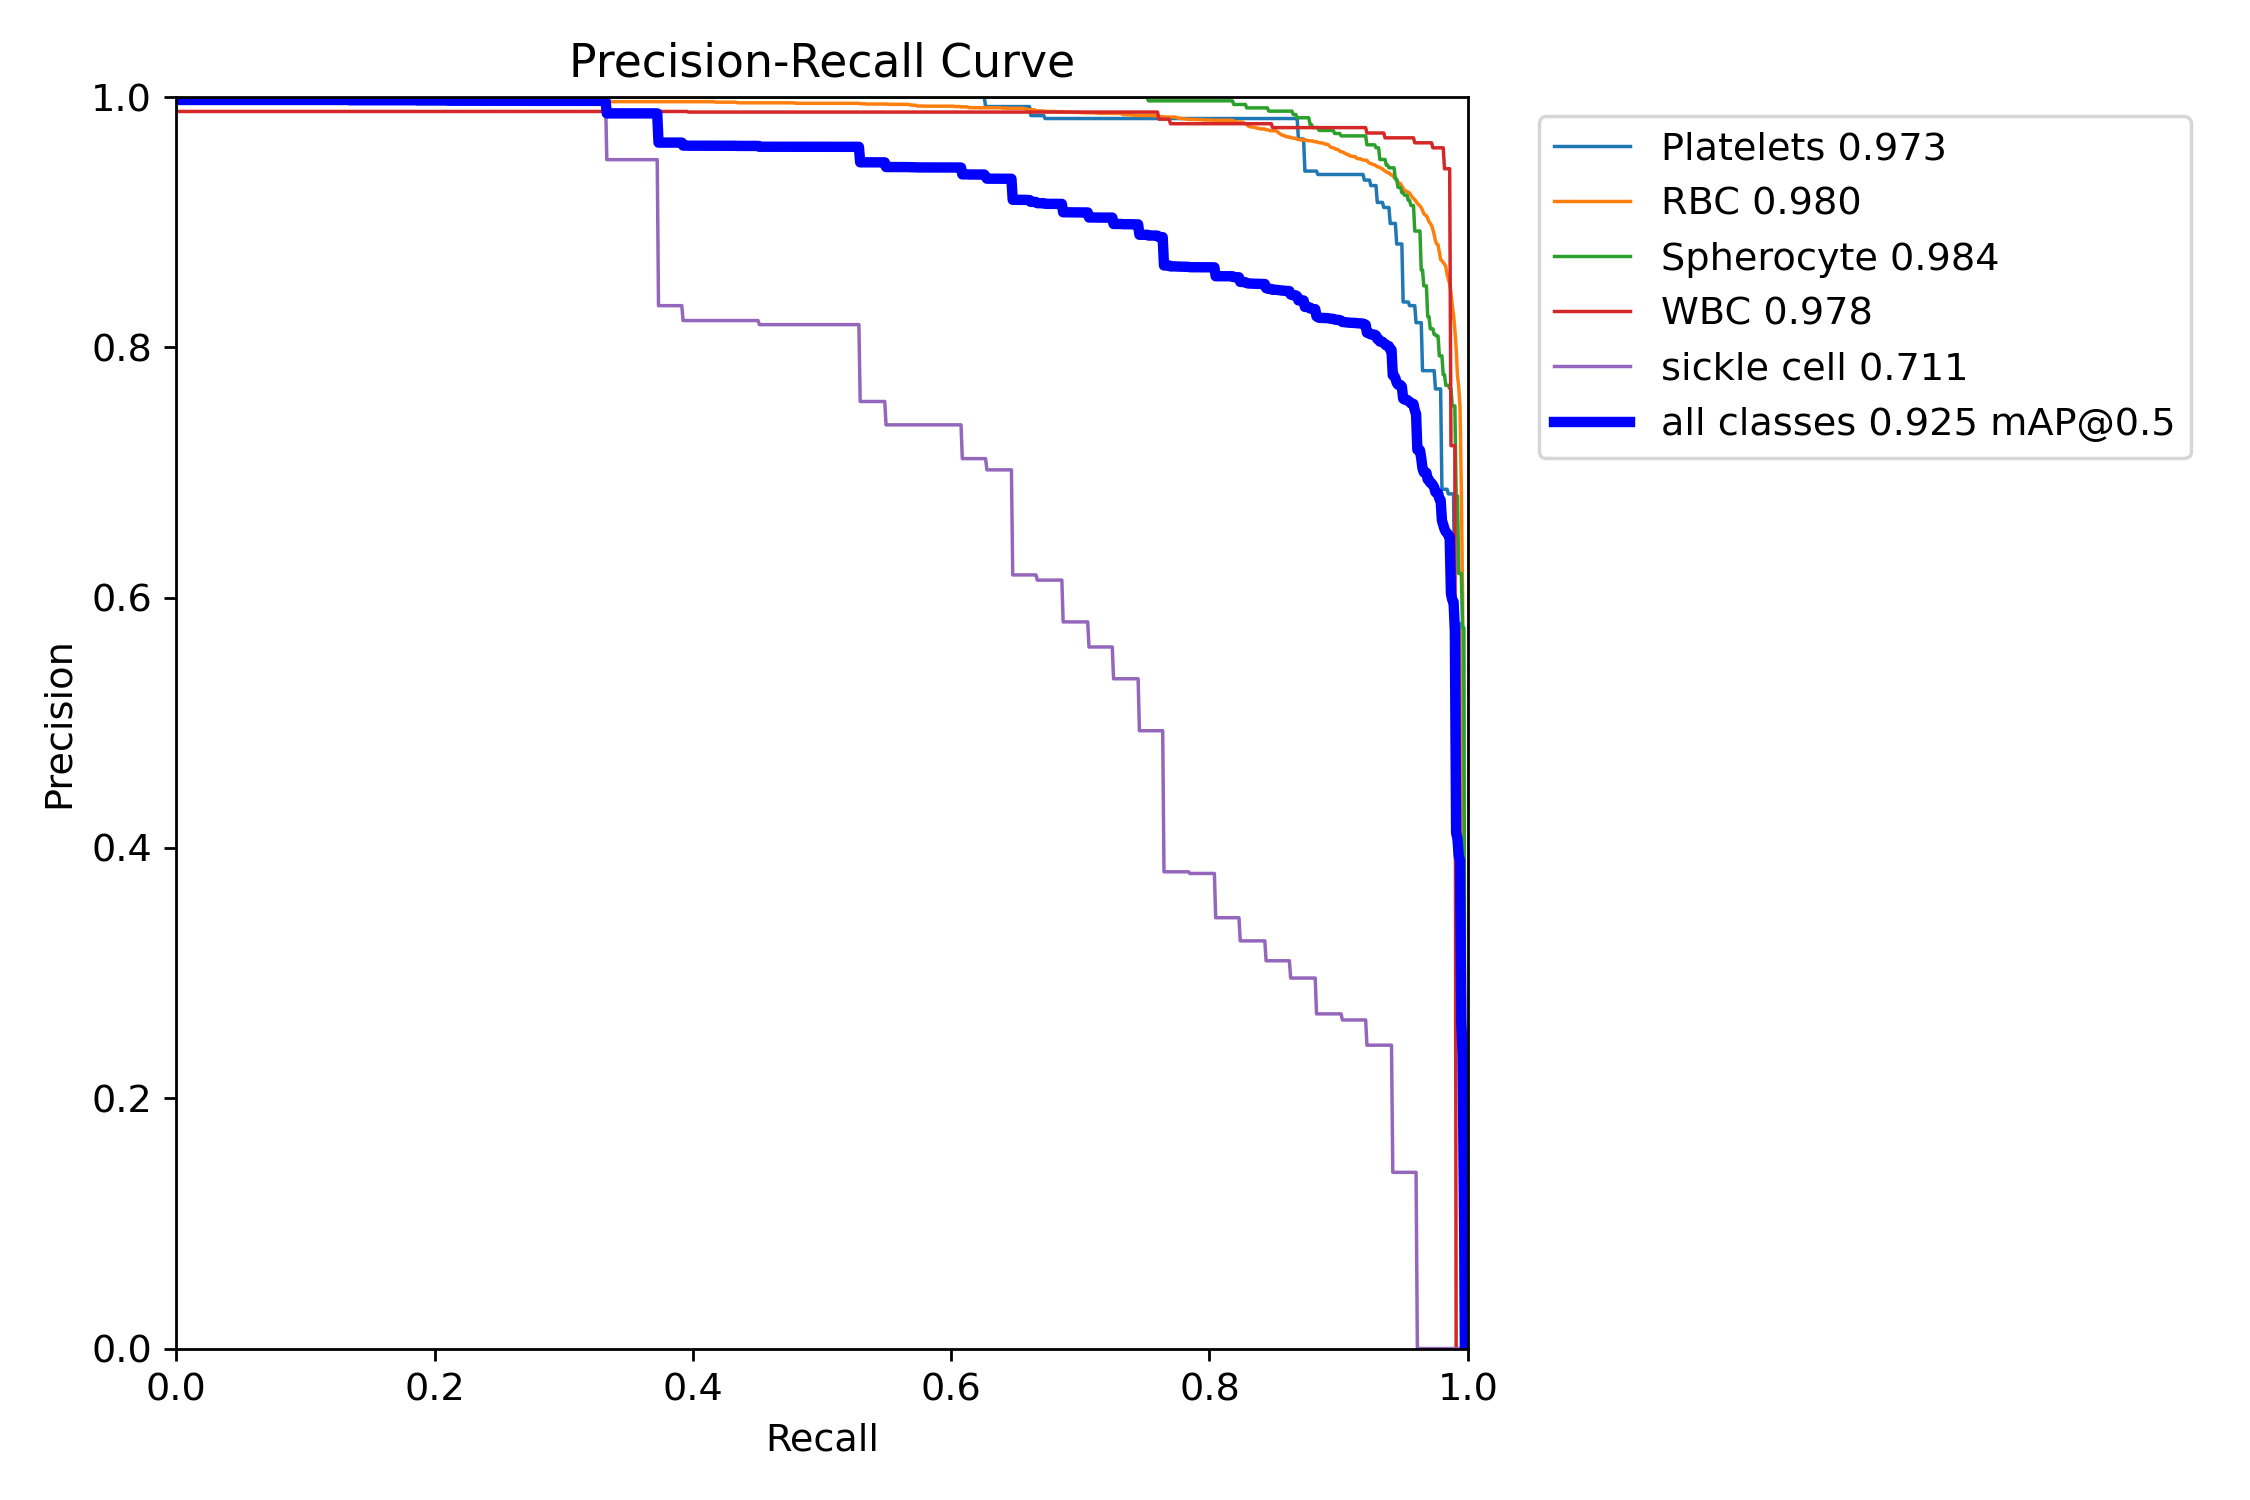 Precision-Recall Curve
1.0
0.8
0.6
0.4
0.2
0.0
Precision
0.0 0.2 0.4 0.6 0.8 1.0
Recall
Platelets 0.973
RBC 0.980
Spherocyte 0.984
WBC 0.978
sickle cell 0.711
all classes 0.925 mAP@0.5